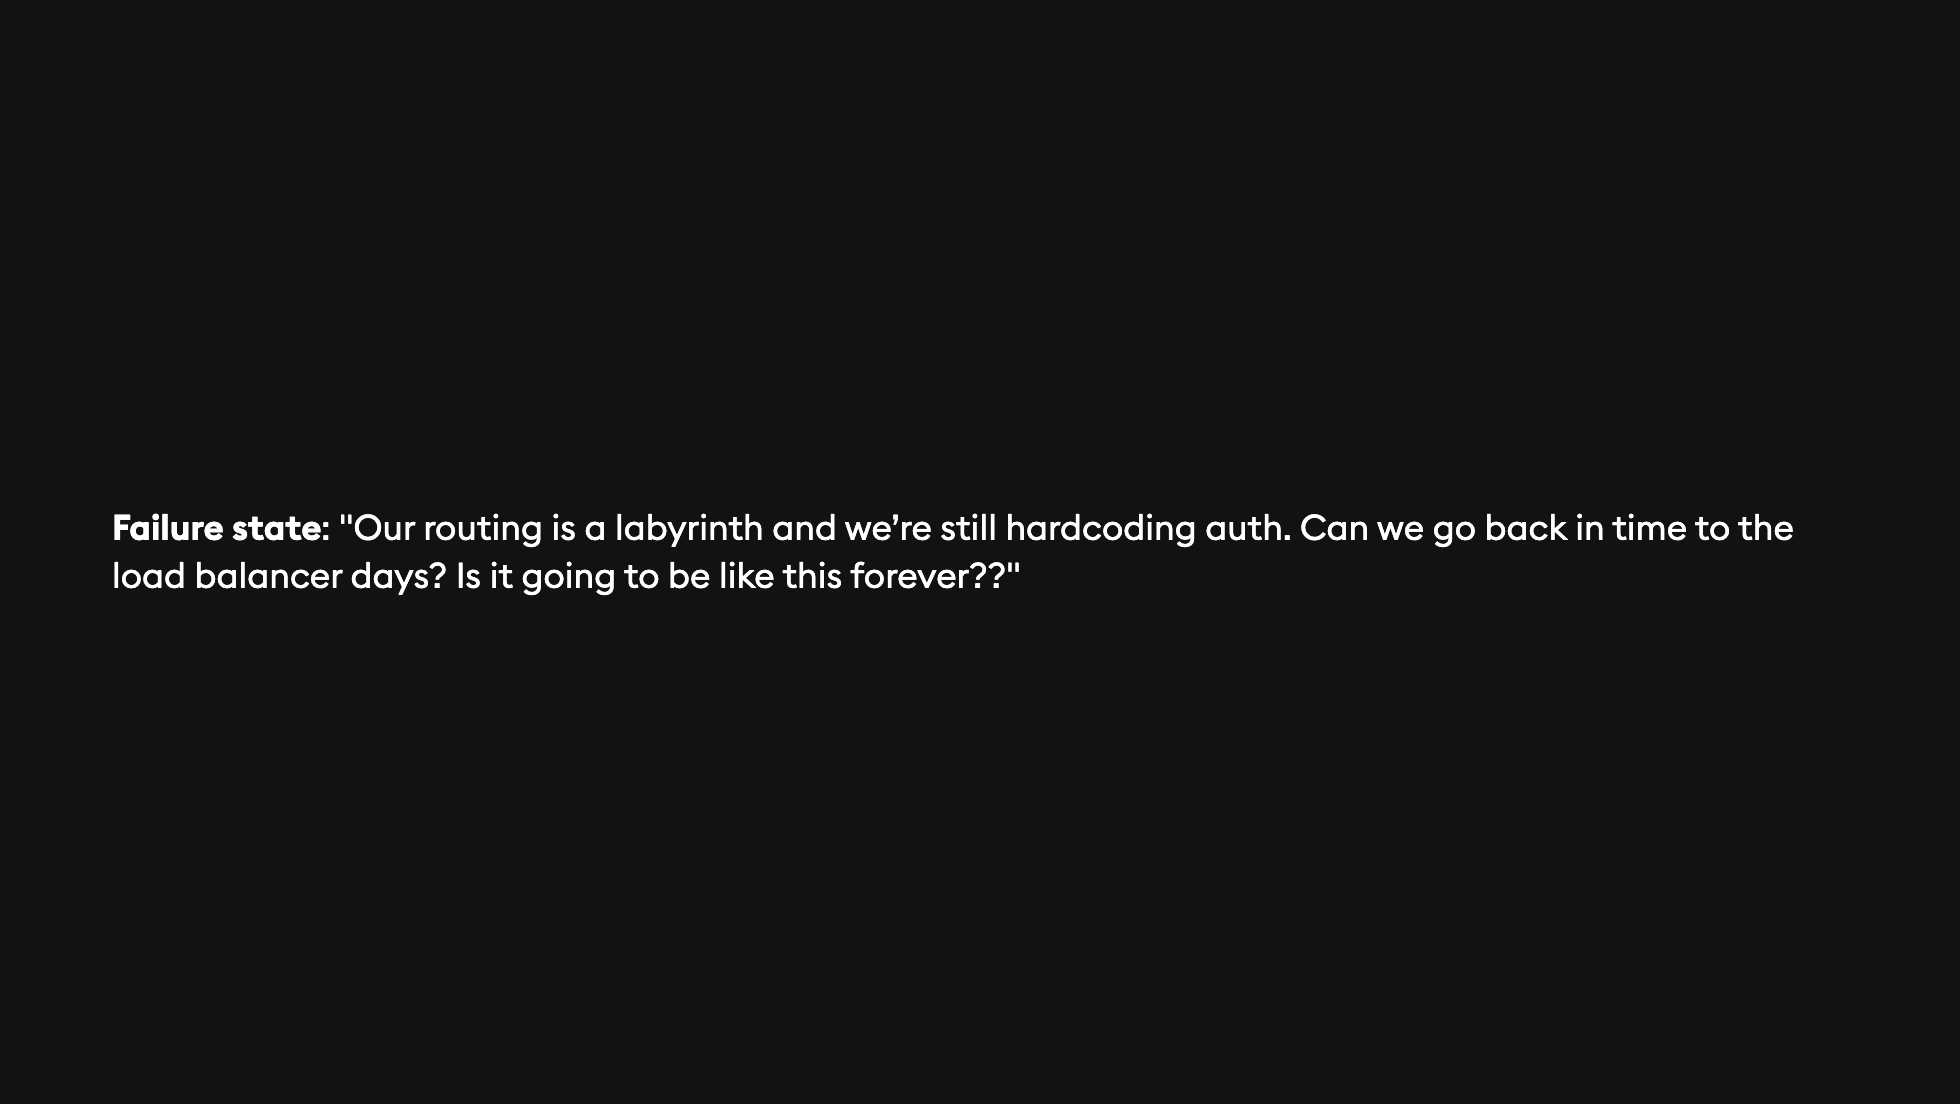 Failure state: "Our routing is a labyrinth and we’re still hardcoding auth. Can we go back in time to the
load balancer days? Is it going to be like this forever??"